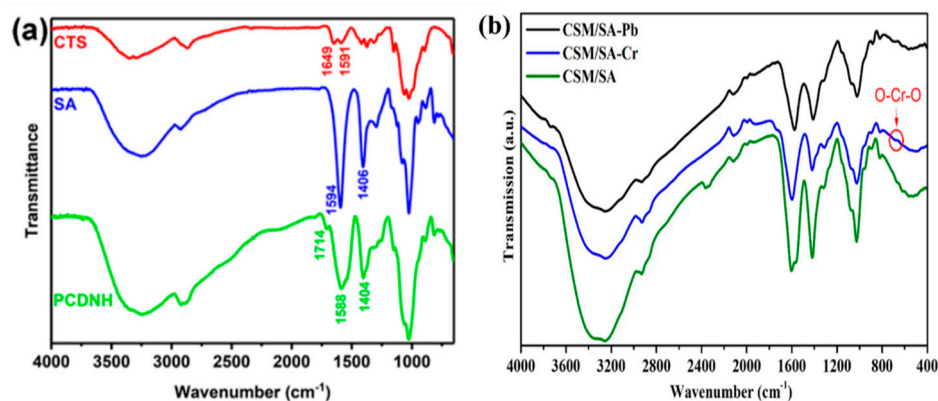 (a)
CTS
1649
1591
SA
1594
1406
PCDNH
1714
1588
1404
Transmittance
4000 3500 3000 2500 2000 1500 1000
Wavenumber (cm-1)
(b)
CSM/SA-Pb
CSM/SA-Cr
CSM/SA
O-Cr-O
Transmission (a.u.)
4000 3600 3200 2800 2400 2000 1600 1200 800 400
Wavenumber (cm-1)